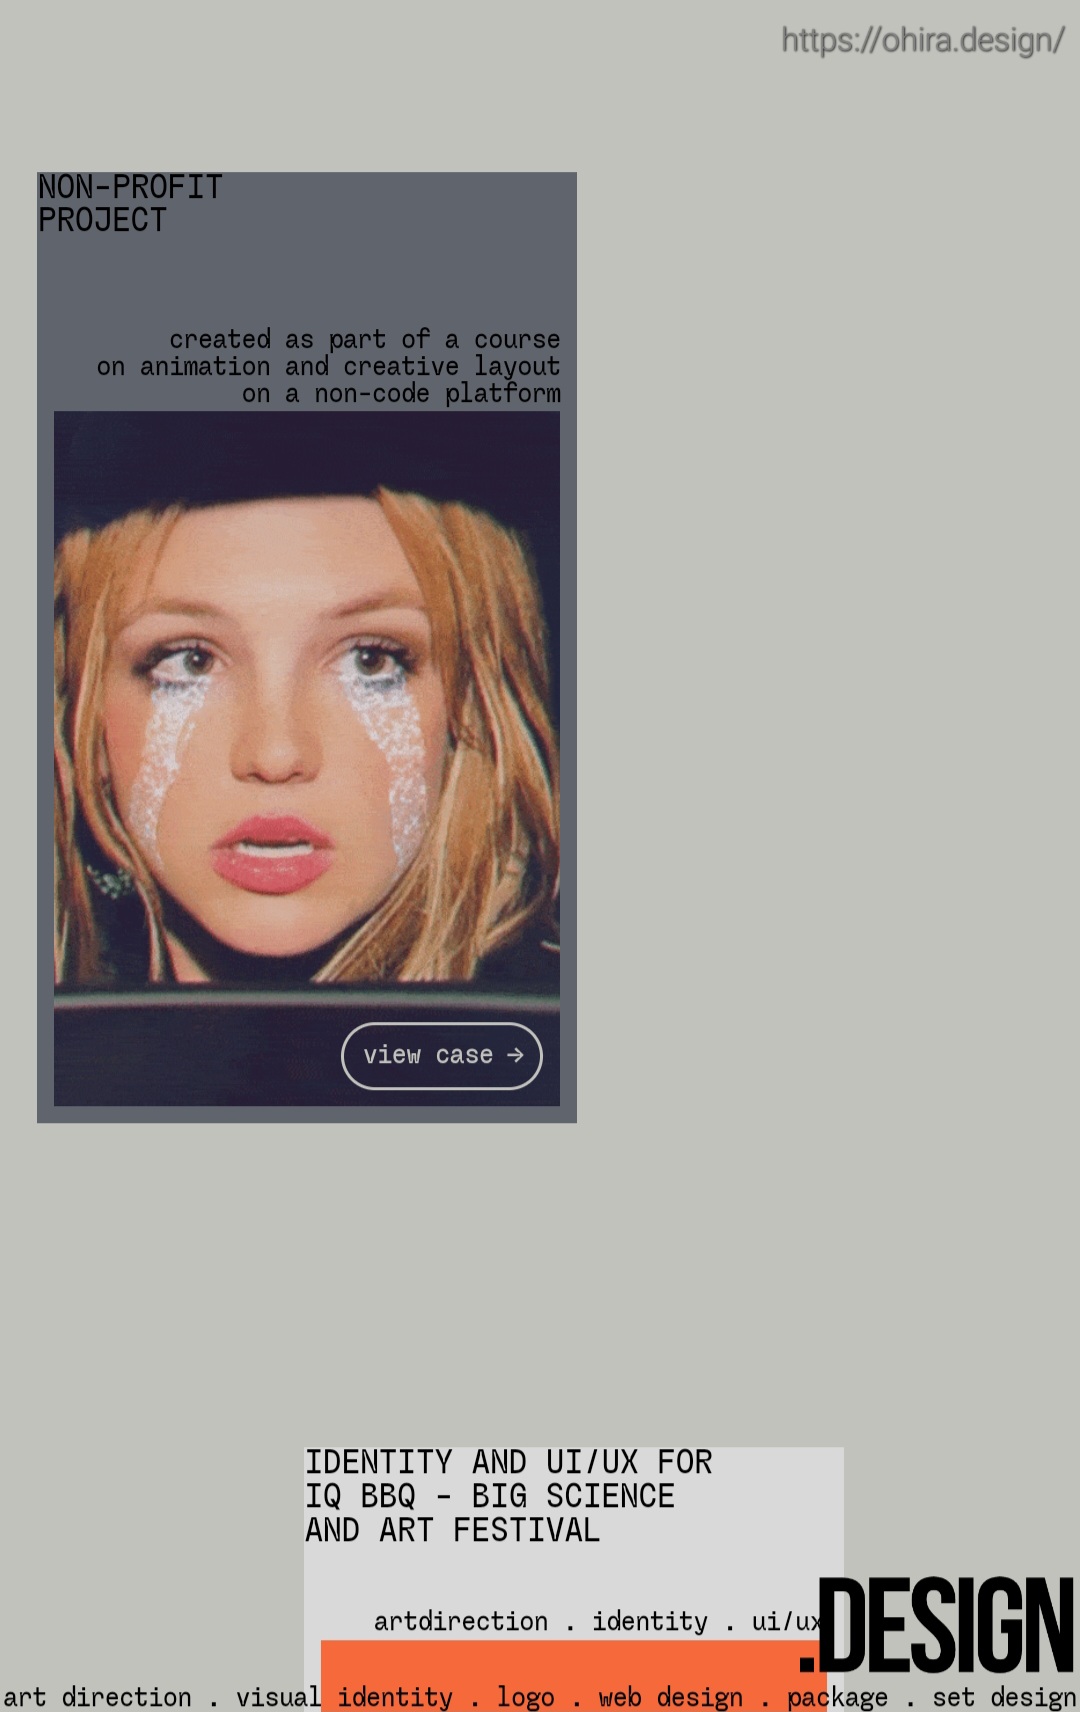 https://ohira.design/
NON-PROFIT
PROJECT
created as part of a course
on animation and creative layout
on a non-code platform
view case →
IDENTITY AND UI/UX FOR
IQ BBQ - BIG SCIENCE
AND ART FESTIVAL
artdirection . identity . ui/ux
.DESIGN
art direction . visual identity . logo . web design . package . set design